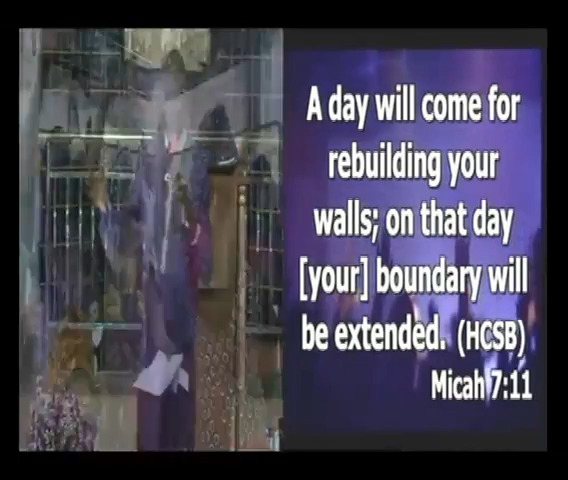 A day will come for
rebuilding your
walls; on that day
[your] boundary will
be extended. (HCSB)
Micah 7:11